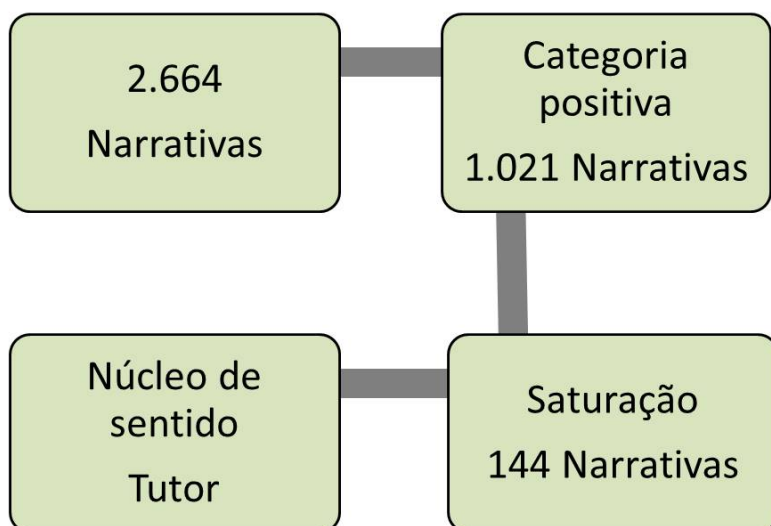 2.664
Narrativas
Categoria
positiva
1.021 Narrativas
Núcleo de
sentido
Tutor
Saturação
144 Narrativas